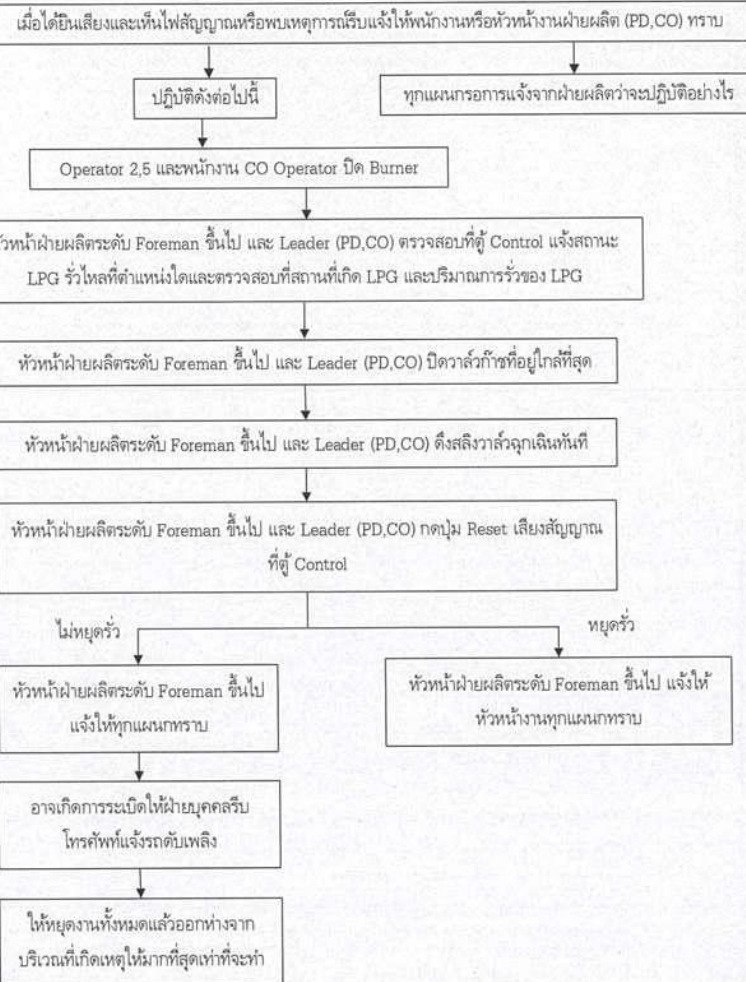 เมื่อได้ยินเสียงและเห็นไฟสัญญาณหรือพบเหตุการณ์รีบแจ้งให้พนักงานหรือหัวหน้างานฝ่ายผลิต (PD,CO) ทราบ
ปฏิบัติดังต่อไปนี้
ทุกแผนกรอการแจ้งจากฝ่ายผลิตว่าจะปฏิบัติอย่างไร
Operator 2,5 และพนักงาน CO Operator ปิด Burner
หัวหน้าฝ่ายผลิตระดับ Foreman ขึ้นไป และ Leader (PD,CO) ตรวจสอบที่ตู้ Control แจ้งสถานะ
LPG รั่วไหลที่ตำแหน่งใดและตรวจสอบที่สถานที่เกิด LPG และปริมาณการรั่วของ LPG
หัวหน้าฝ่ายผลิตระดับ Foreman ขึ้นไป และ Leader (PD,CO) ปิดวาล์วก๊าซที่อยู่ใกล้ที่สุด
หัวหน้าฝ่ายผลิตระดับ Foreman ขึ้นไป และ Leader (PD,CO) ดึงสลิงวาล์วฉุกเฉินทันที
หัวหน้าฝ่ายผลิตระดับ Foreman ขึ้นไป และ Leader (PD,CO) กดปุ่ม Reset เสียงสัญญาณ
ที่ตู้ Control
ไม่หยุดรั่ว
หยุดรั่ว
หัวหน้าฝ่ายผลิตระดับ Foreman ขึ้นไป
แจ้งให้ทุกแผนกทราบ
หัวหน้าฝ่ายผลิตระดับ Foreman ขึ้นไป แจ้งให้
หัวหน้างานทุกแผนกทราบ
อาจเกิดการระเบิดให้ฝ่ายบุคคลรีบ
โทรศัพท์แจ้งรถดับเพลิง
ให้หยุดงานทั้งหมดแล้วออกห่างจาก
บริเวณที่เกิดเหตุให้มากที่สุดเท่าที่จะทำ